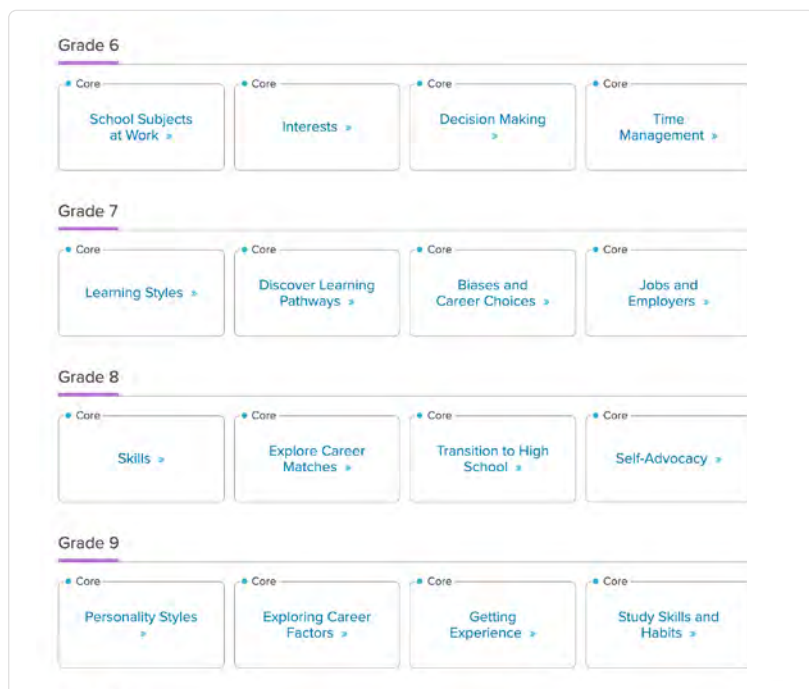 Grade 6
Core Core Core Core
School Subjects
at Work »
Interests »
Decision Making
»
Time
Management »
Grade 7
Core Core Core Core
Learning Styles »
Discover Learning
Pathways »
Biases and
Career Choices »
Jobs and
Employers »
Grade 8
Core Core Core Core
Skills »
Explore Career
Matches »
Transition to High
School »
Self-Advocacy »
Grade 9
Core Core Core Core
Personality Styles
»
Exploring Career
Factors »
Getting
Experience »
Study Skills and
Habits »